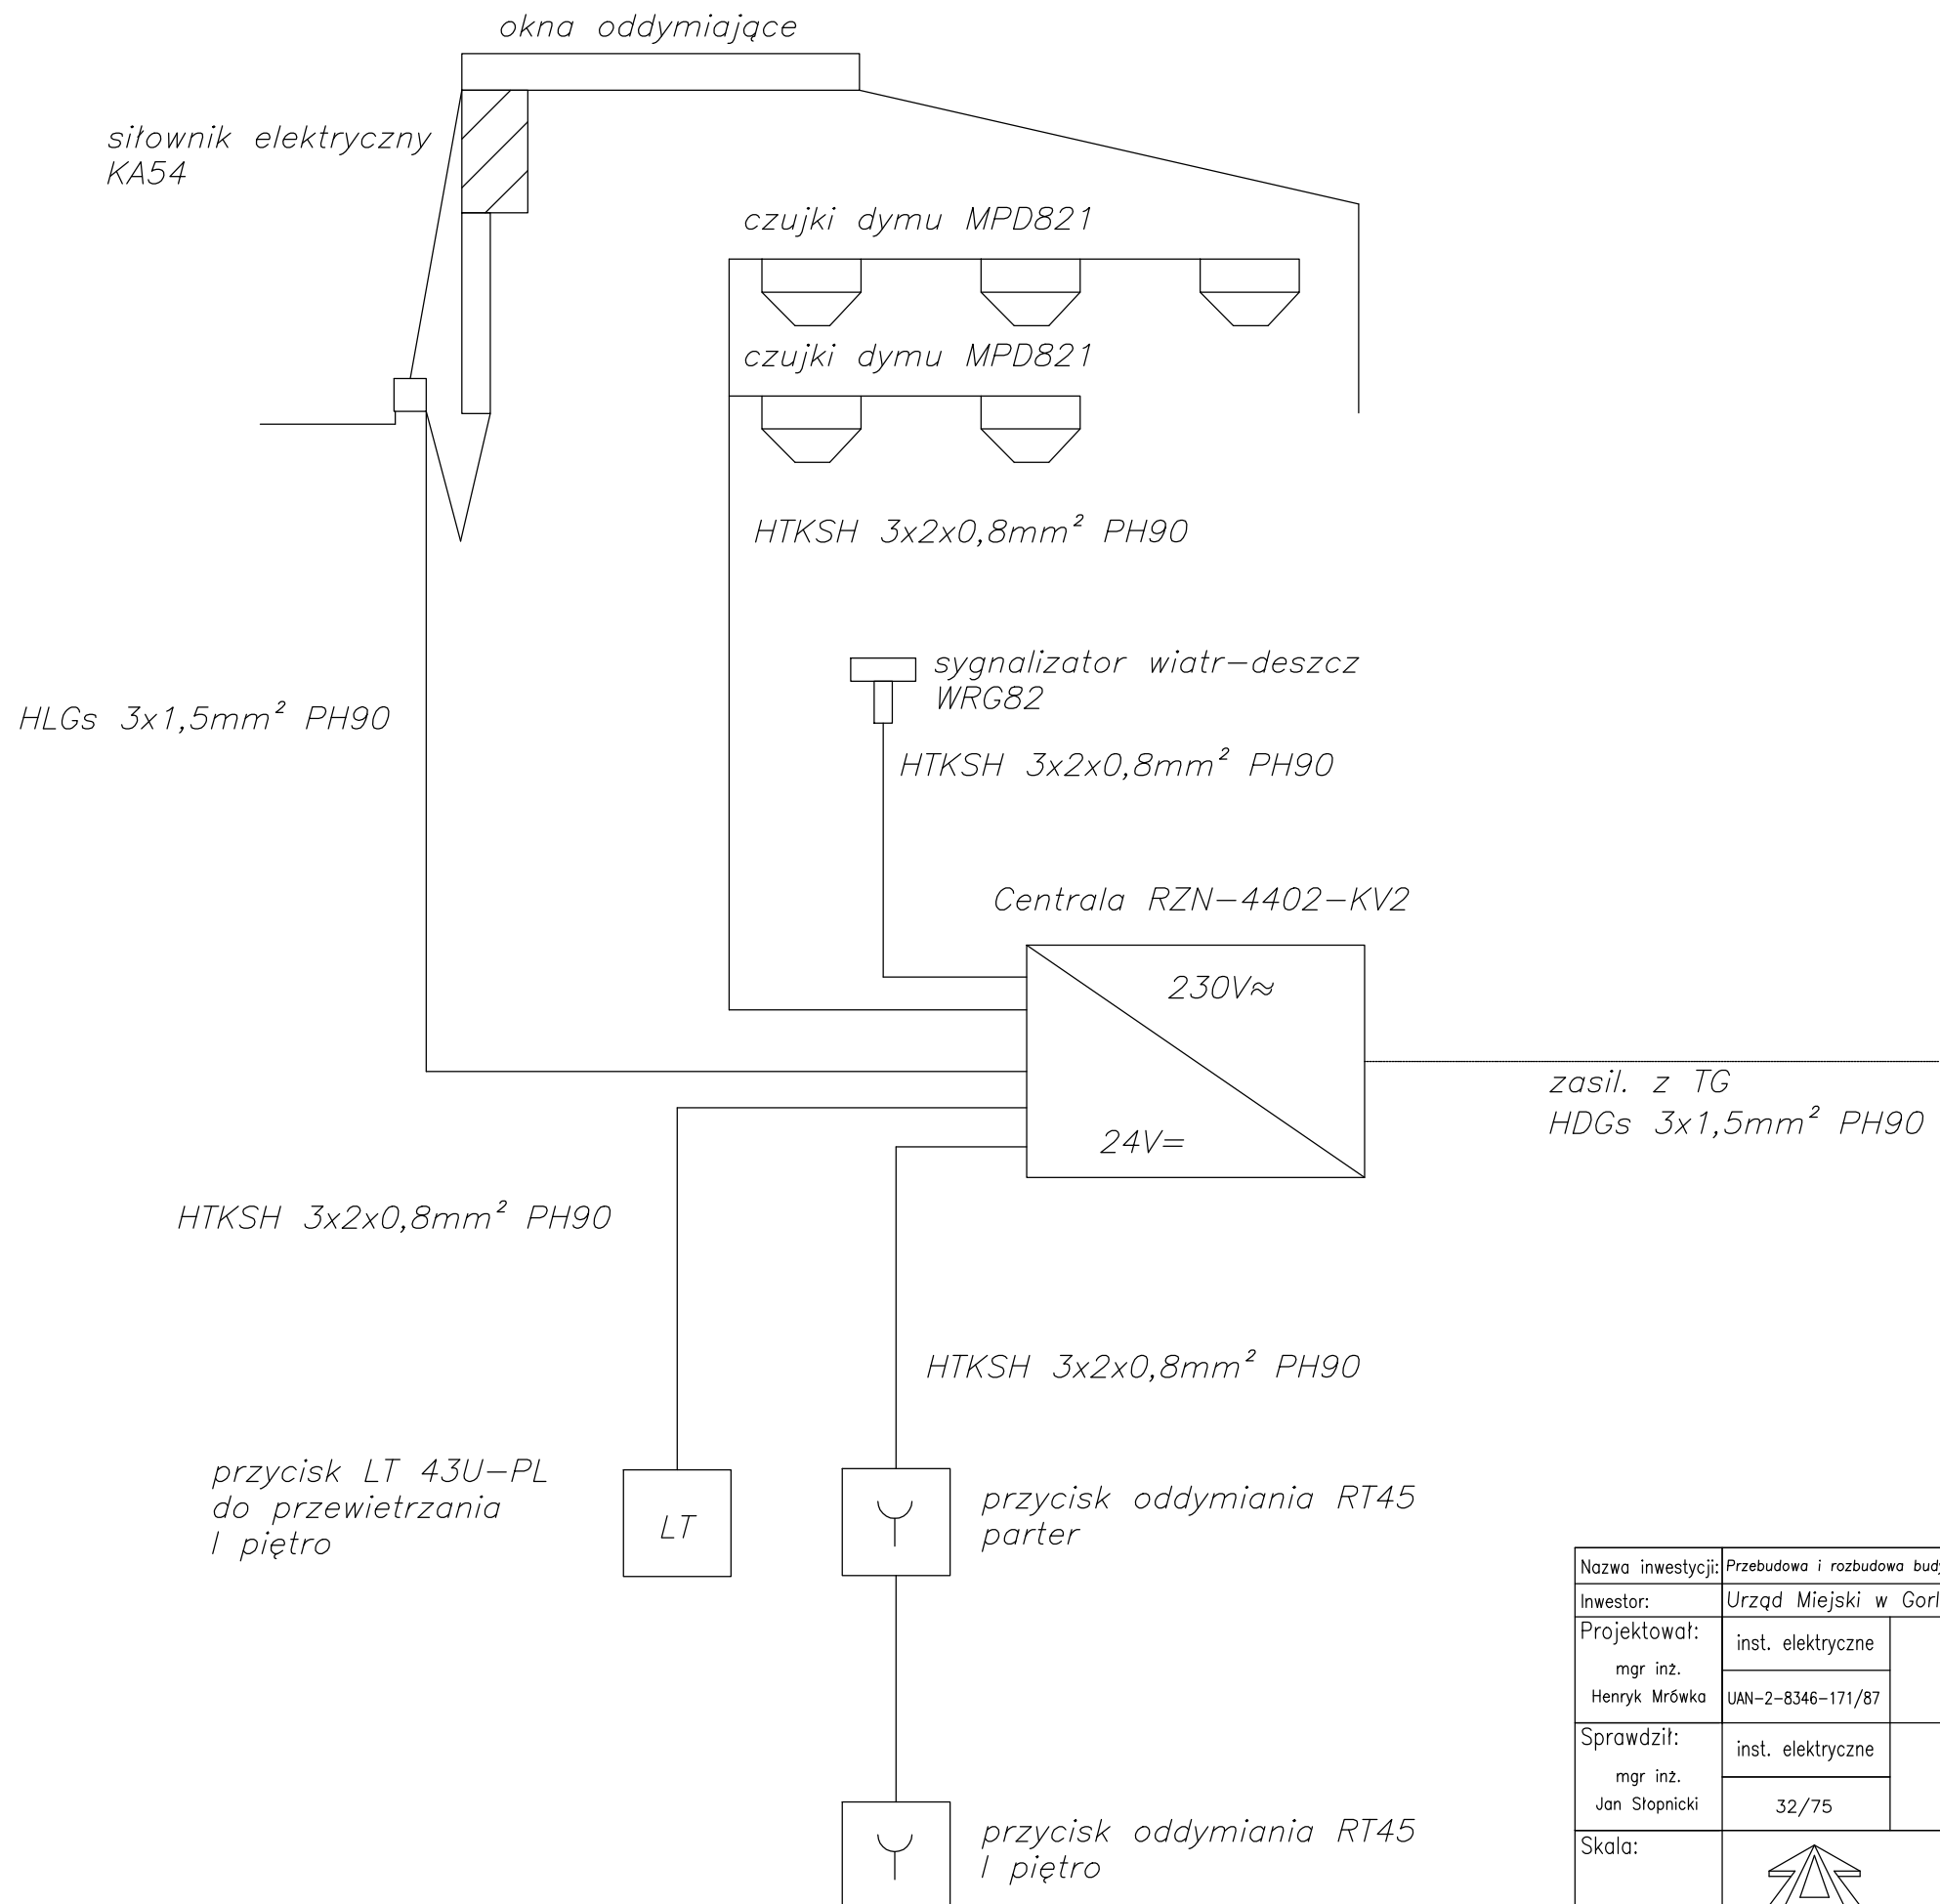 okna oddymiające
siłownik elektryczny
KA54
czujki dymu MPD821
czujki dymu MPD821
HTKSH 3x2x0,8mm² PH90
sygnalizator wiatr-deszcz
WRG82
HLGs 3x1,5mm² PH90
HTKSH 3x2x0,8mm² PH90
Centrala RZN-4402-KV2
230V≈
24V=
zasil. z TG
HDGs 3x1,5mm² PH90
HTKSH 3x2x0,8mm² PH90
HTKSH 3x2x0,8mm² PH90
przycisk LT 43U-PL
do przewietrzania
I piętro
LT
przycisk oddymiania RT45
parter
przycisk oddymiania RT45
I piętro
Nazwa inwestycji: Przebudowa i rozbudowa
Inwestor: Urząd Miejski w
Projektował:
mgr inż.
Henryk Mrówka
inst. elektryczne
UAN-2-8346-171/87
Sprawdził:
mgr inż.
Jan Słopnicki
inst. elektryczne
32/75
Skala: